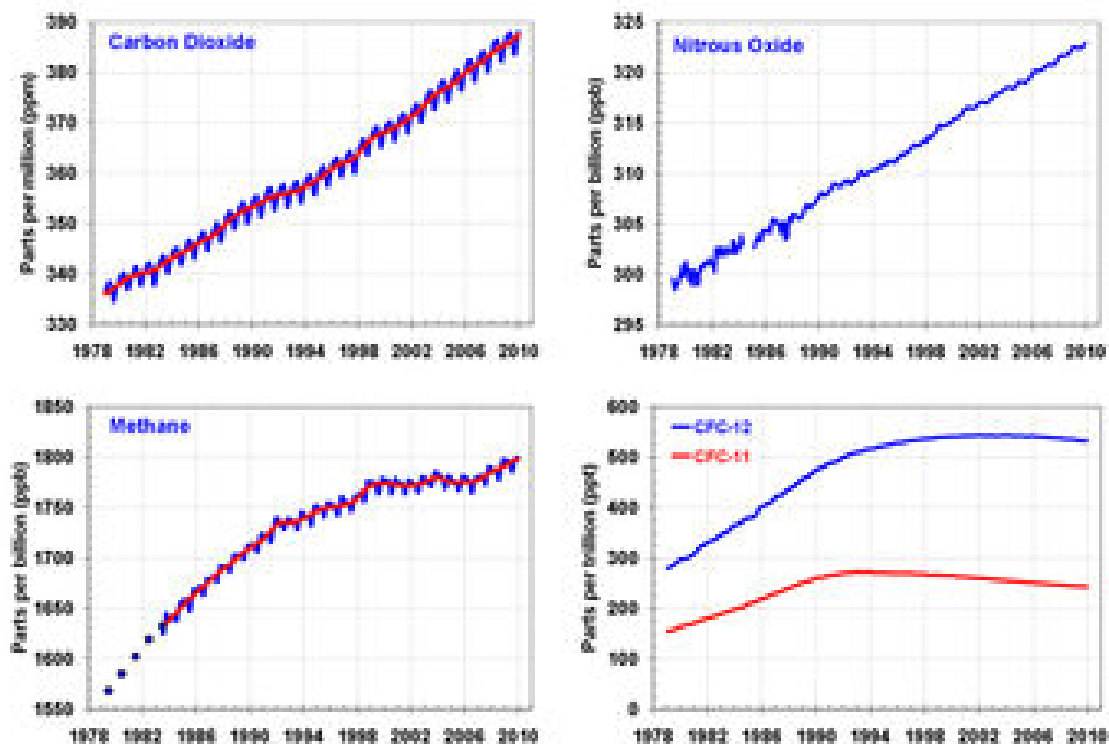 Carbon Dioxide
Parts per million (ppm)
390
380
370
360
350
340
330
1978 1982 1986 1990 1994 1998 2002 2006 2010
Nitrous Oxide
Parts per billion (ppb)
325
320
315
310
305
300
295
1978 1982 1986 1990 1994 1998 2002 2006 2010
Methane
Parts per billion (ppb)
1850
1800
1750
1700
1650
1600
1550
1978 1982 1986 1990 1994 1998 2002 2006 2010
CFC-12
CFC-11
Parts per trillion (ppt)
600
500
400
300
200
100
0
1978 1982 1986 1990 1994 1998 2002 2006 2010